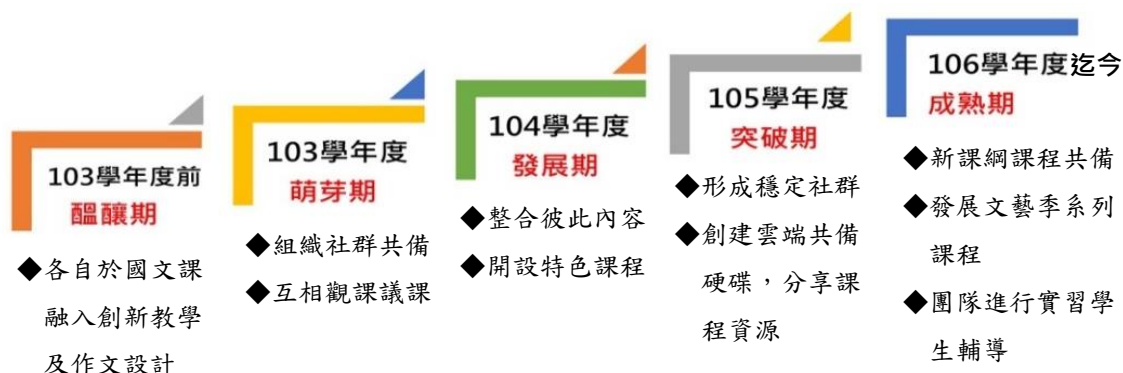 103學年度前
醞釀期
◆各自於國文課
融入創新教學
及作文設計
103學年度
萌芽期
◆組織社群共備
◆互相觀課議課
104學年度
發展期
◆整合彼此內容
◆開設特色課程
105學年度
突破期
◆形成穩定社群
◆創建雲端共備
硬碟，分享課
程資源
106學年度迄今
成熟期
◆新課綱課程共備
◆發展文藝季系列
課程
◆團隊進行實習學
生輔導